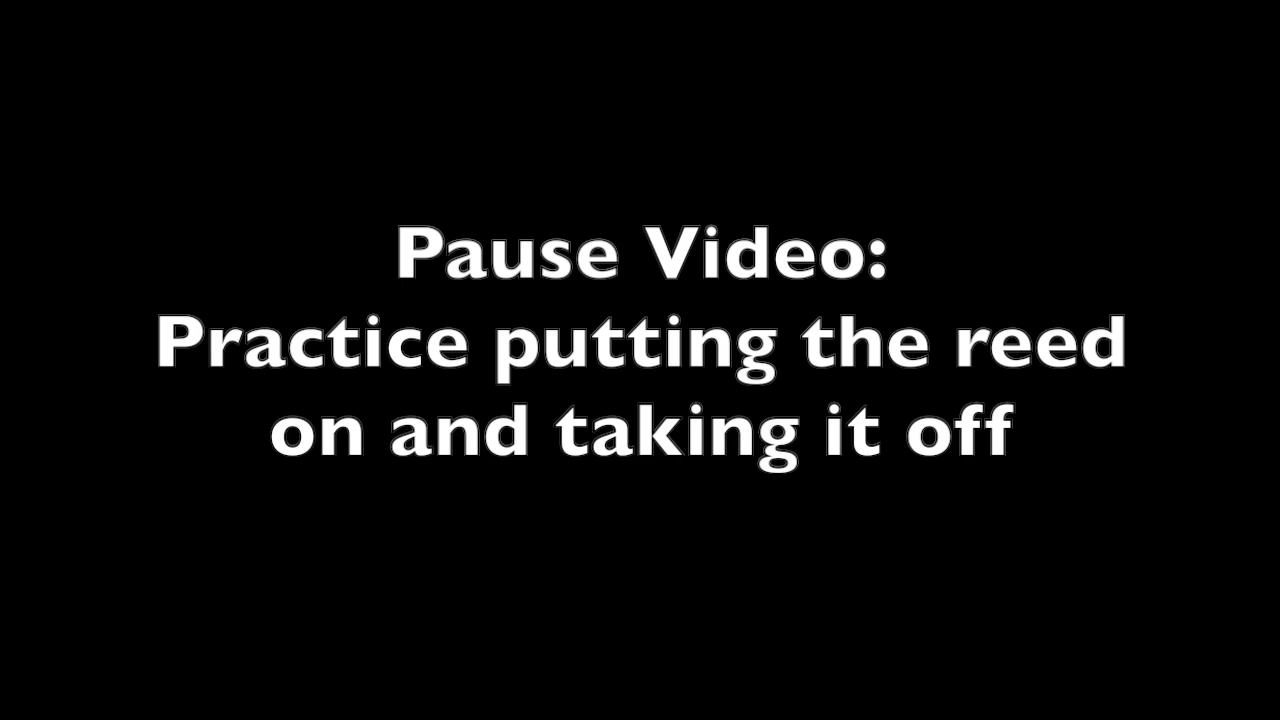 Pause Video:
Practice putting the reed
on and taking it off